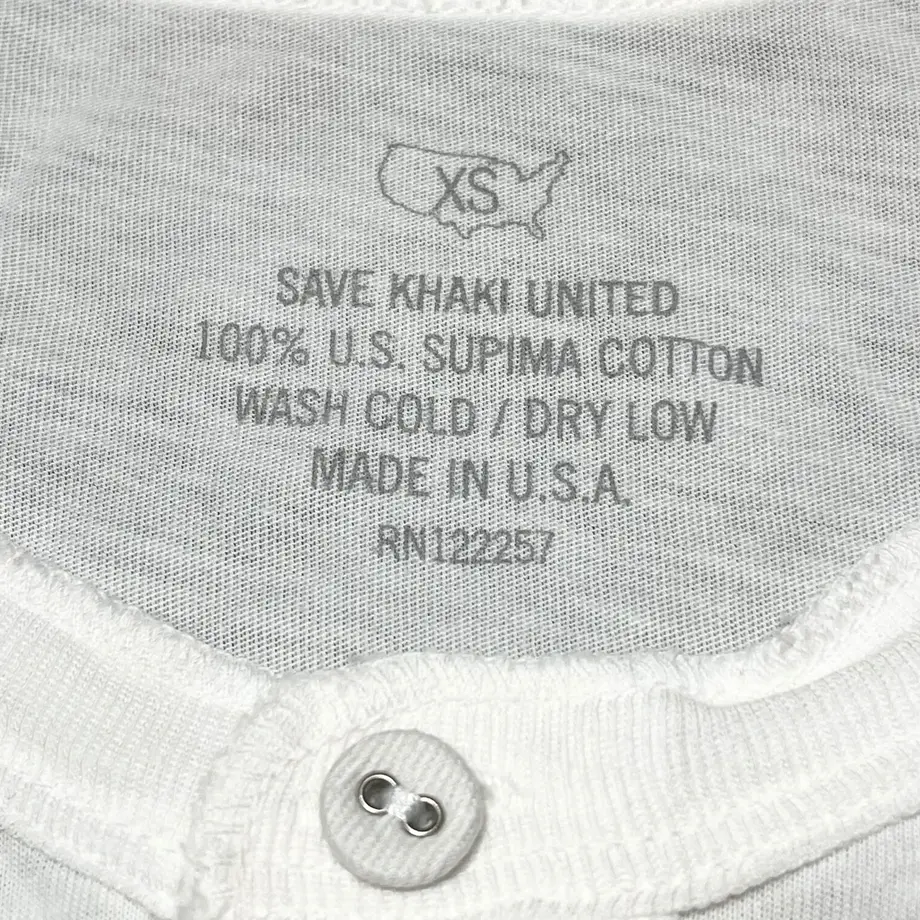 XS
SAVE KHAKI UNITED
100% U.S. SUPIMA COTTON
WASH COLD / DRY LOW
MADE IN U.S.A.
RN122257